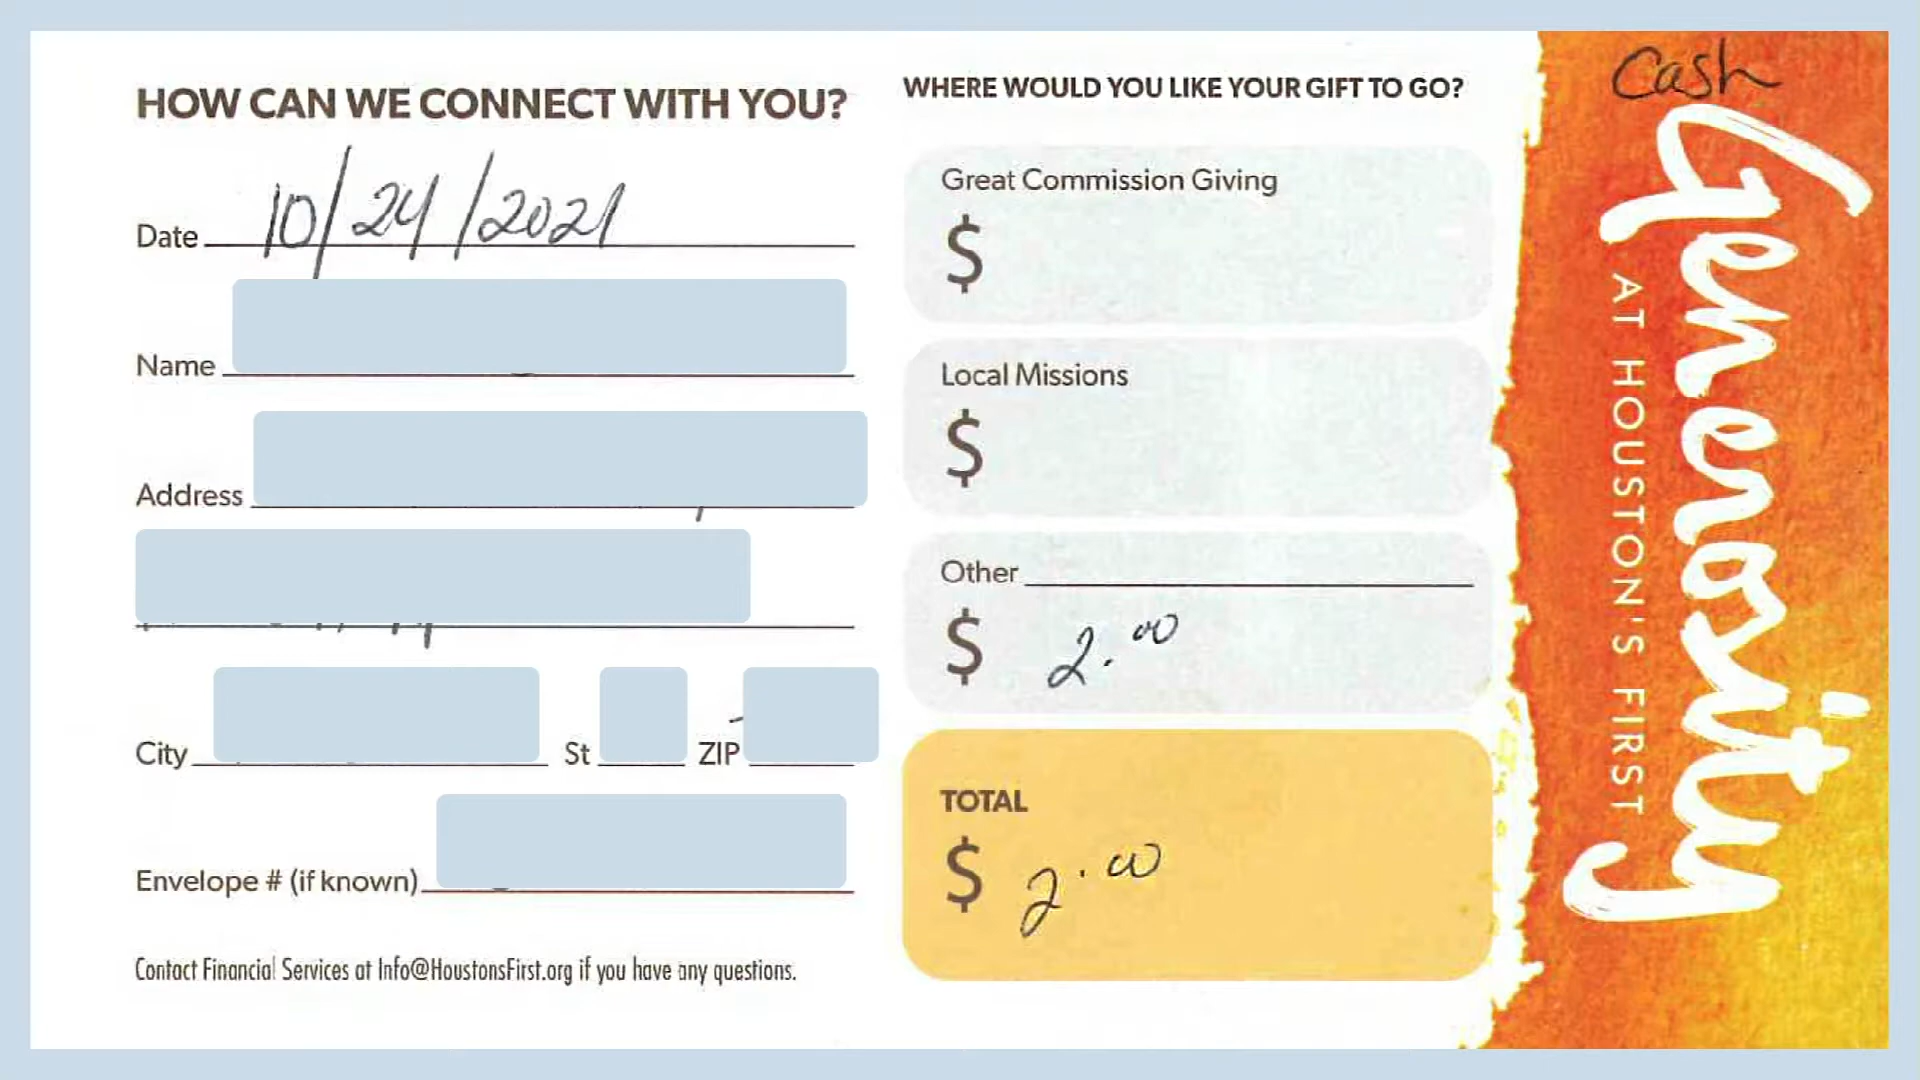 HOW CAN WE CONNECT WITH YOU?
Date 10/24/2021
Name
Address
City St ZIP
Envelope # (if known)
Contact Financial Services at Info@HoustonsFirst.org if you have any questions.
WHERE WOULD YOU LIKE YOUR GIFT TO GO?
Great Commission Giving
$
Local Missions
$
Other
$ 2.00
TOTAL
$ 2.00
Cash
Generosity
AT HOUSTON'S FIRST